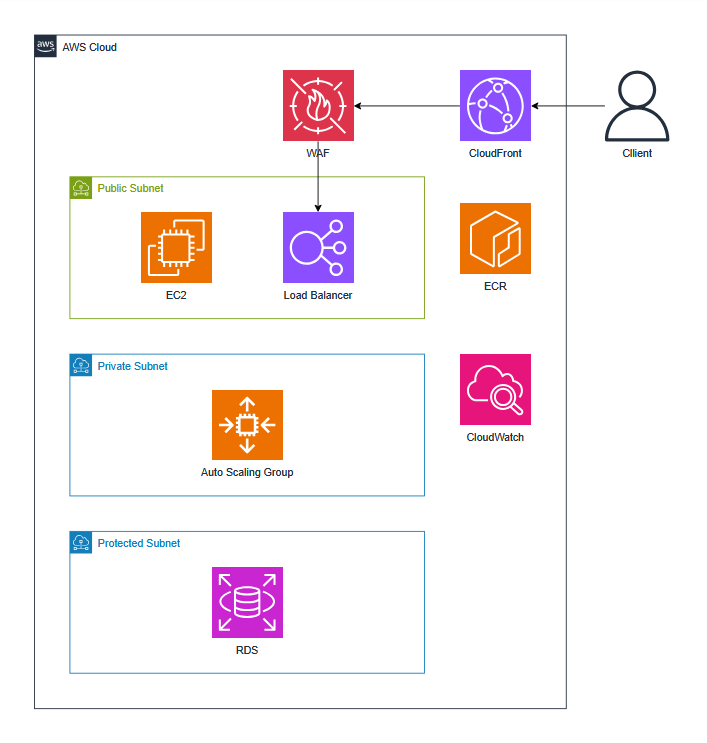 aws
AWS Cloud
WAF
CloudFront
Cllient
Public Subnet
EC2
Load Balancer
ECR
Private Subnet
Auto Scaling Group
CloudWatch
Protected Subnet
RDS